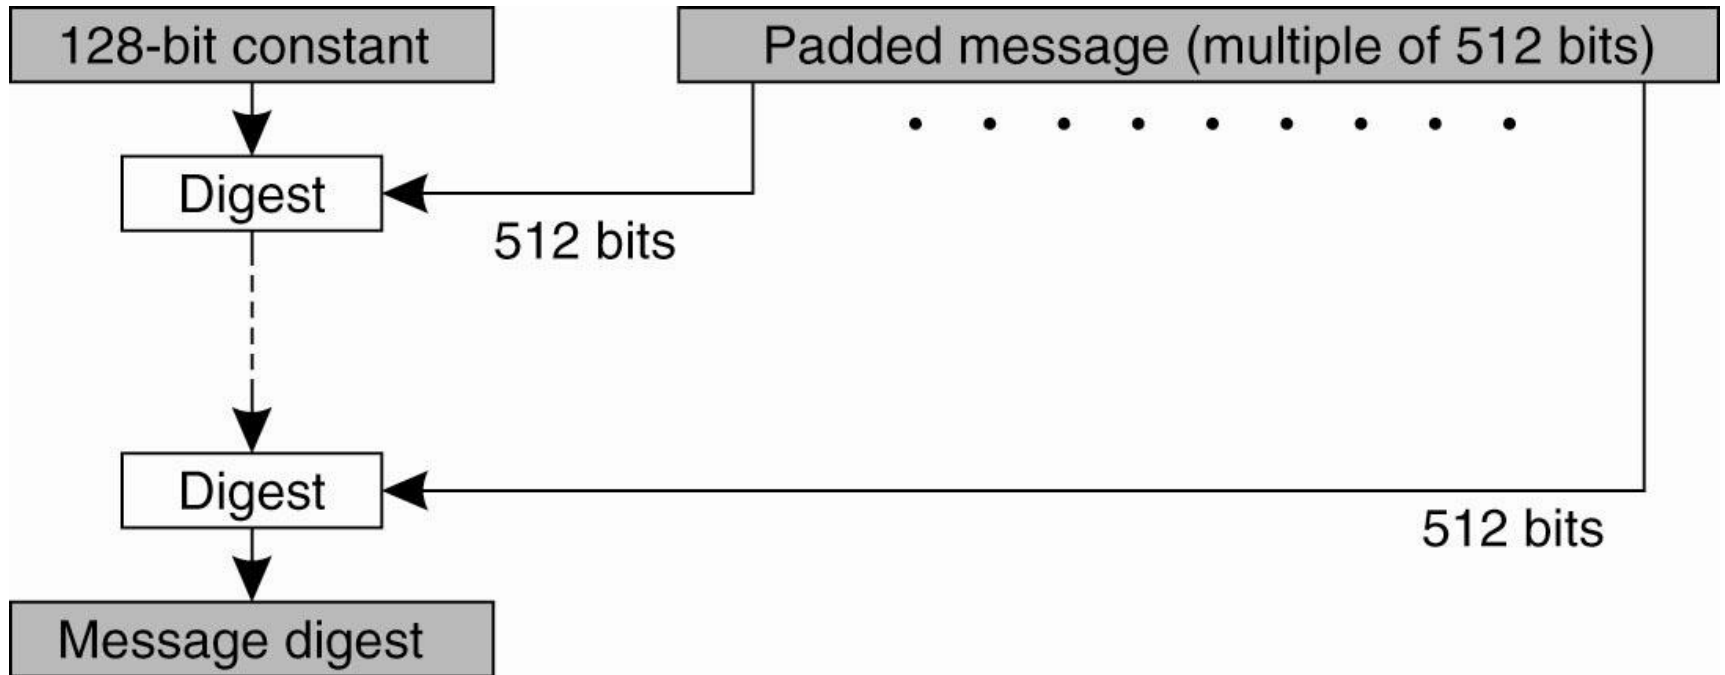 128-bit constant
Padded message (multiple of 512 bits)
Digest
512 bits
Digest
512 bits
Message digest